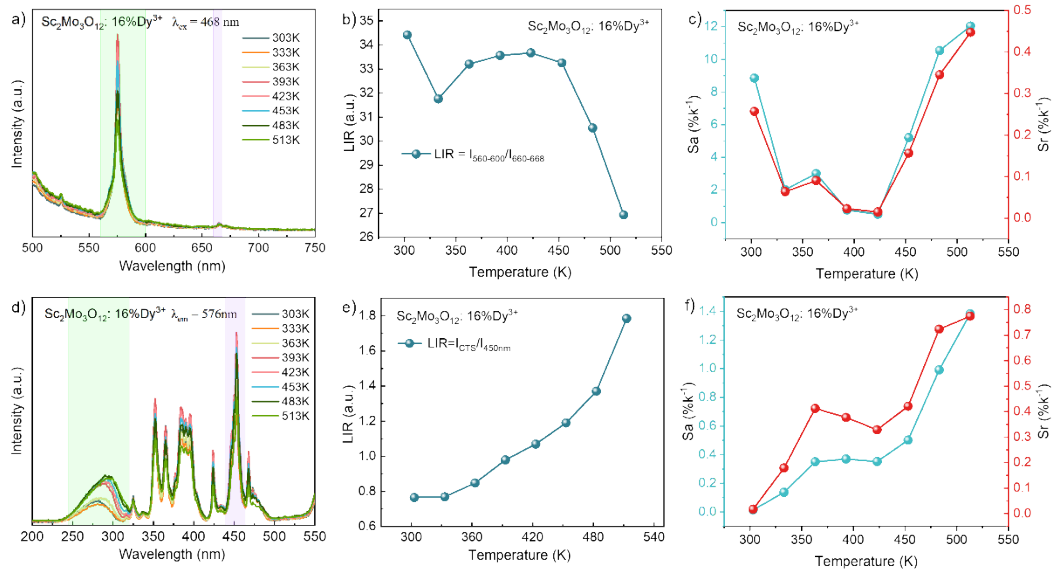 a)
Sc₂Mo₃O₁₂: 16%Dy³⁺ λₑₓ = 468 nm
303K
333K
363K
393K
423K
453K
483K
513K
Intensity (a.u.)
500 550 600 650 700 750
Wavelength (nm)
b)
Sc₂Mo₃O₁₂: 16%Dy³⁺
LIR = I₅₆₀₋₆₀₀/I₆₆₀₋₆₆₈
LIR (a.u.)
35
34
33
32
31
30
29
28
27
26
300 350 400 450 500
Temperature (K)
c)
Sc₂Mo₃O₁₂: 16%Dy³⁺
Sa (%k⁻¹)
12
10
8
6
4
2
0
Sr (%k⁻¹)
0.5
0.4
0.3
0.2
0.1
0.0
300 350 400 450 500
Temperature (K)
d)
Sc₂Mo₃O₁₂: 16%Dy³⁺ λₑₘ = 576nm
303K
333K
363K
393K
423K
453K
483K
513K
Intensity (a.u.)
200 250 300 350 400 450 500 550
Wavelength (nm)
e)
Sc₂Mo₃O₁₂: 16%Dy³⁺
LIR=I_CTS/I₄₅₀ₙₘ
LIR (a.u.)
1.8
1.6
1.4
1.2
1.0
0.8
0.6
300 360 420 480 540
Temperature (K)
f)
Sc₂Mo₃O₁₂: 16%Dy³⁺
Sa (%k⁻¹)
1.4
1.2
1.0
0.8
0.6
0.4
0.2
0.0
Sr (%k⁻¹)
0.8
0.7
0.6
0.5
0.4
0.3
0.2
0.1
0.0
300 350 400 450 500
Temperature (K)